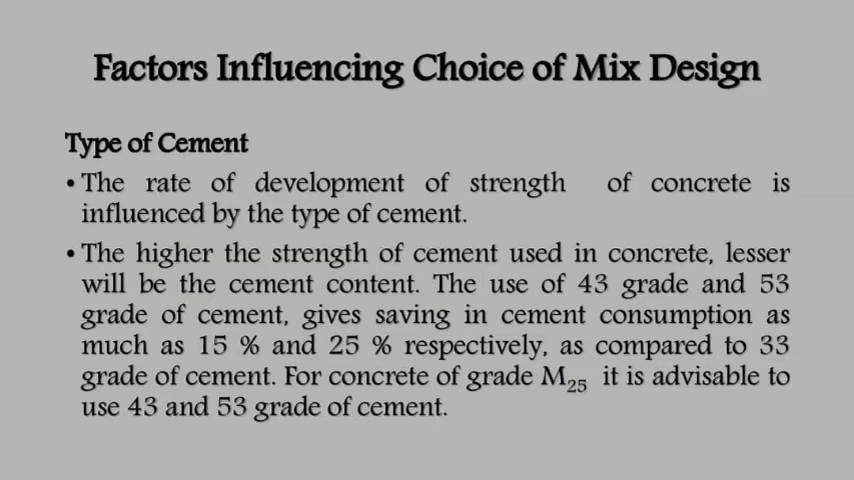 Factors Influencing Choice of Mix Design
Type of Cement
• The rate of development of strength of concrete is
influenced by the type of cement.
• The higher the strength of cement used in concrete, lesser
will be the cement content. The use of 43 grade and 53
grade of cement, gives saving in cement consumption as
much as 15 % and 25 % respectively, as compared to 33
grade of cement. For concrete of grade M₂₅ it is advisable to
use 43 and 53 grade of cement.